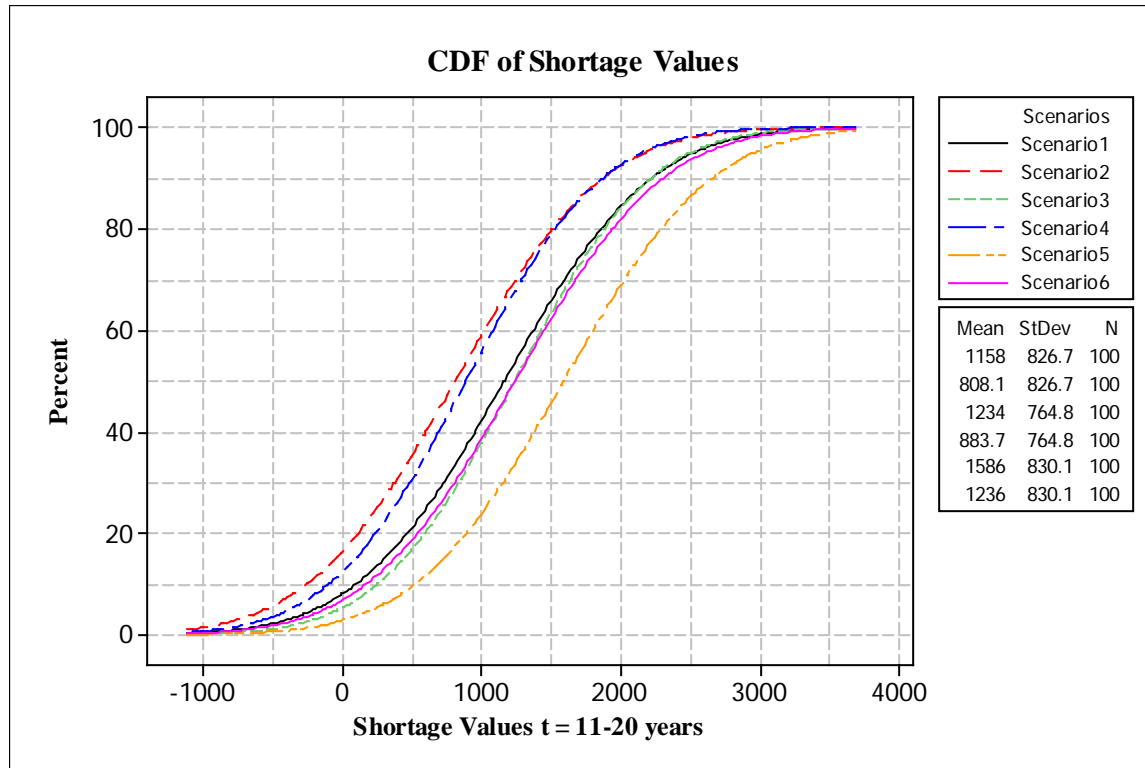 CDF of Shortage Values
Percent
100
80
60
40
20
0
-1000 0 1000 2000 3000 4000
Shortage Values t = 11-20 years
Scenarios
Scenario1
Scenario2
Scenario3
Scenario4
Scenario5
Scenario6
Mean StDev N
1158 826.7 100
808.1 826.7 100
1234 764.8 100
883.7 764.8 100
1586 830.1 100
1236 830.1 100